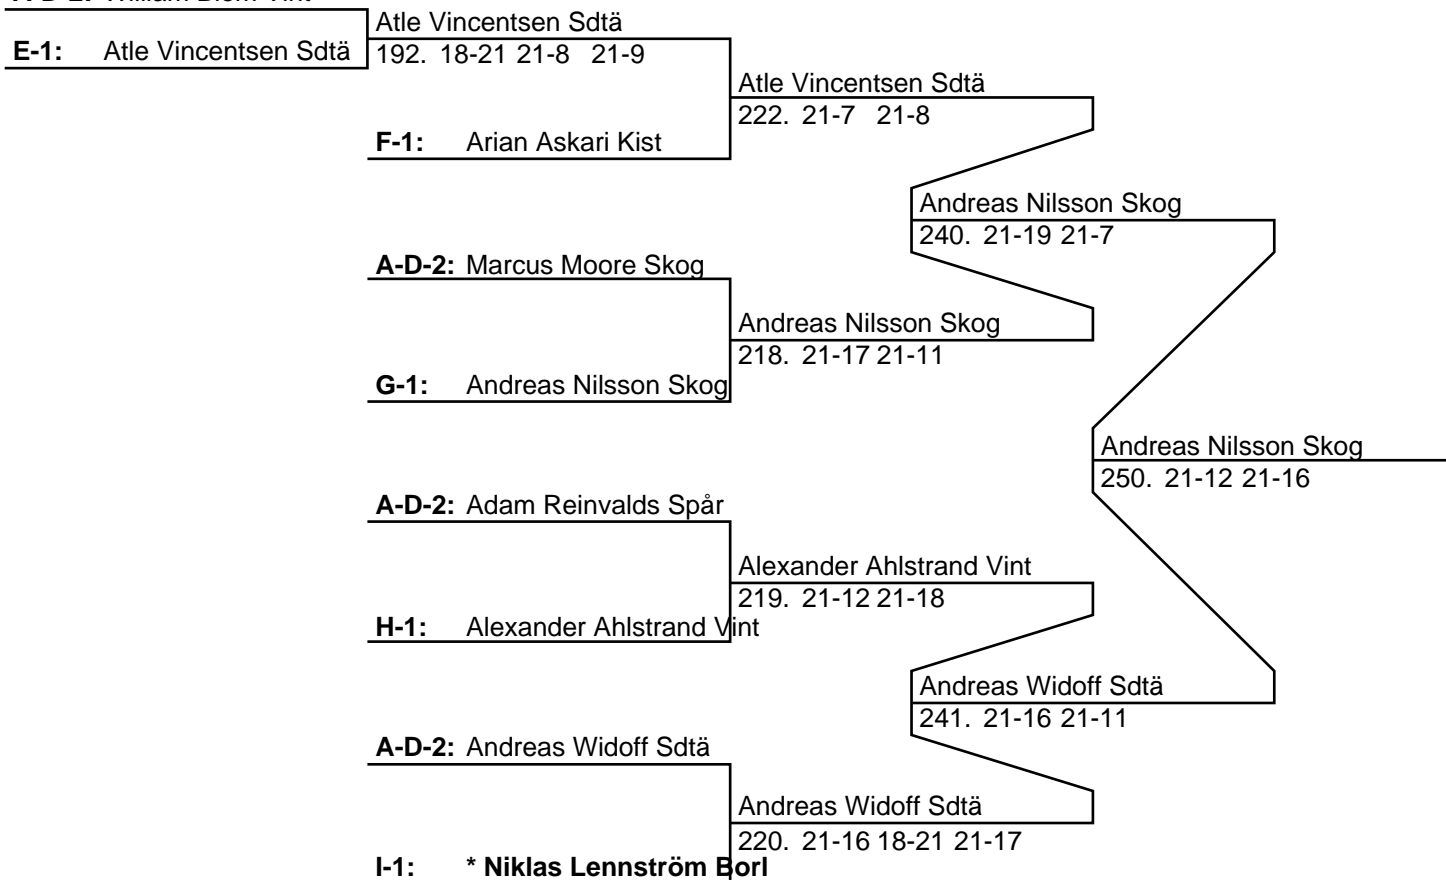 Atle Vincentsen Sdtä
E-1: Atle Vincentsen Sdtä
192. 18-21 21-8 21-9
Atle Vincentsen Sdtä
222. 21-7 21-8
F-1: Arian Askari Kist
Andreas Nilsson Skog
240. 21-19 21-7
A-D-2: Marcus Moore Skog
Andreas Nilsson Skog
218. 21-17 21-11
G-1: Andreas Nilsson Skog
Andreas Nilsson Skog
250. 21-12 21-16
A-D-2: Adam Reinvalds Spår
Alexander Ahlstrand Vint
219. 21-12 21-18
H-1: Alexander Ahlstrand Vint
Andreas Widoff Sdtä
241. 21-16 21-11
A-D-2: Andreas Widoff Sdtä
Andreas Widoff Sdtä
220. 21-16 18-21 21-17
I-1: * Niklas Lennström Borl